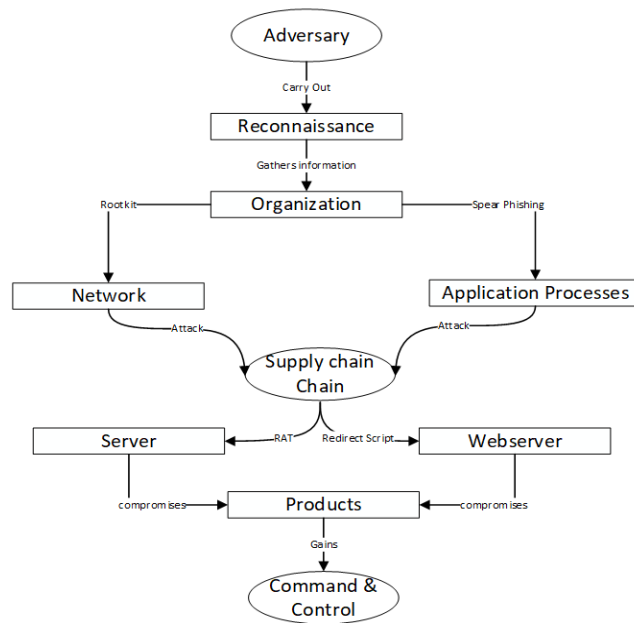 Adversary
Carry Out
Reconnaissance
Gathers information
Organization
Rootkit
Spear Phishing
Network
Application Processes
Attack
Attack
Supply chain
Chain
Server
RAT
Redirect Script
Webserver
compromises
Products
compromises
Gains
Command &
Control